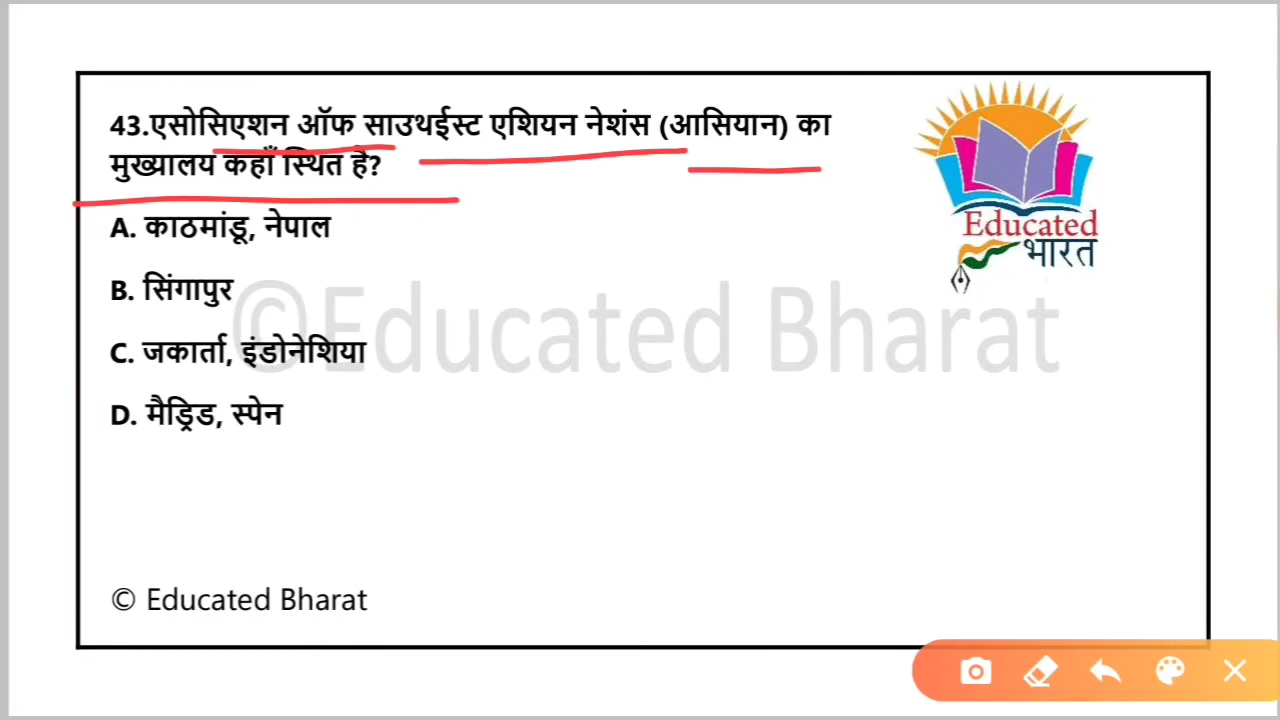 43.एसोसिएशन ऑफ साउथईस्ट एशियन नेशंस (आसियान) का
मुख्यालय कहाँ स्थित है?
Educated
भारत
A. काठमांडू, नेपाल
B. सिंगापुर
©Educated Bharat
C. जकार्ता, इंडोनेशिया
D. मैड्रिड, स्पेन
© Educated Bharat